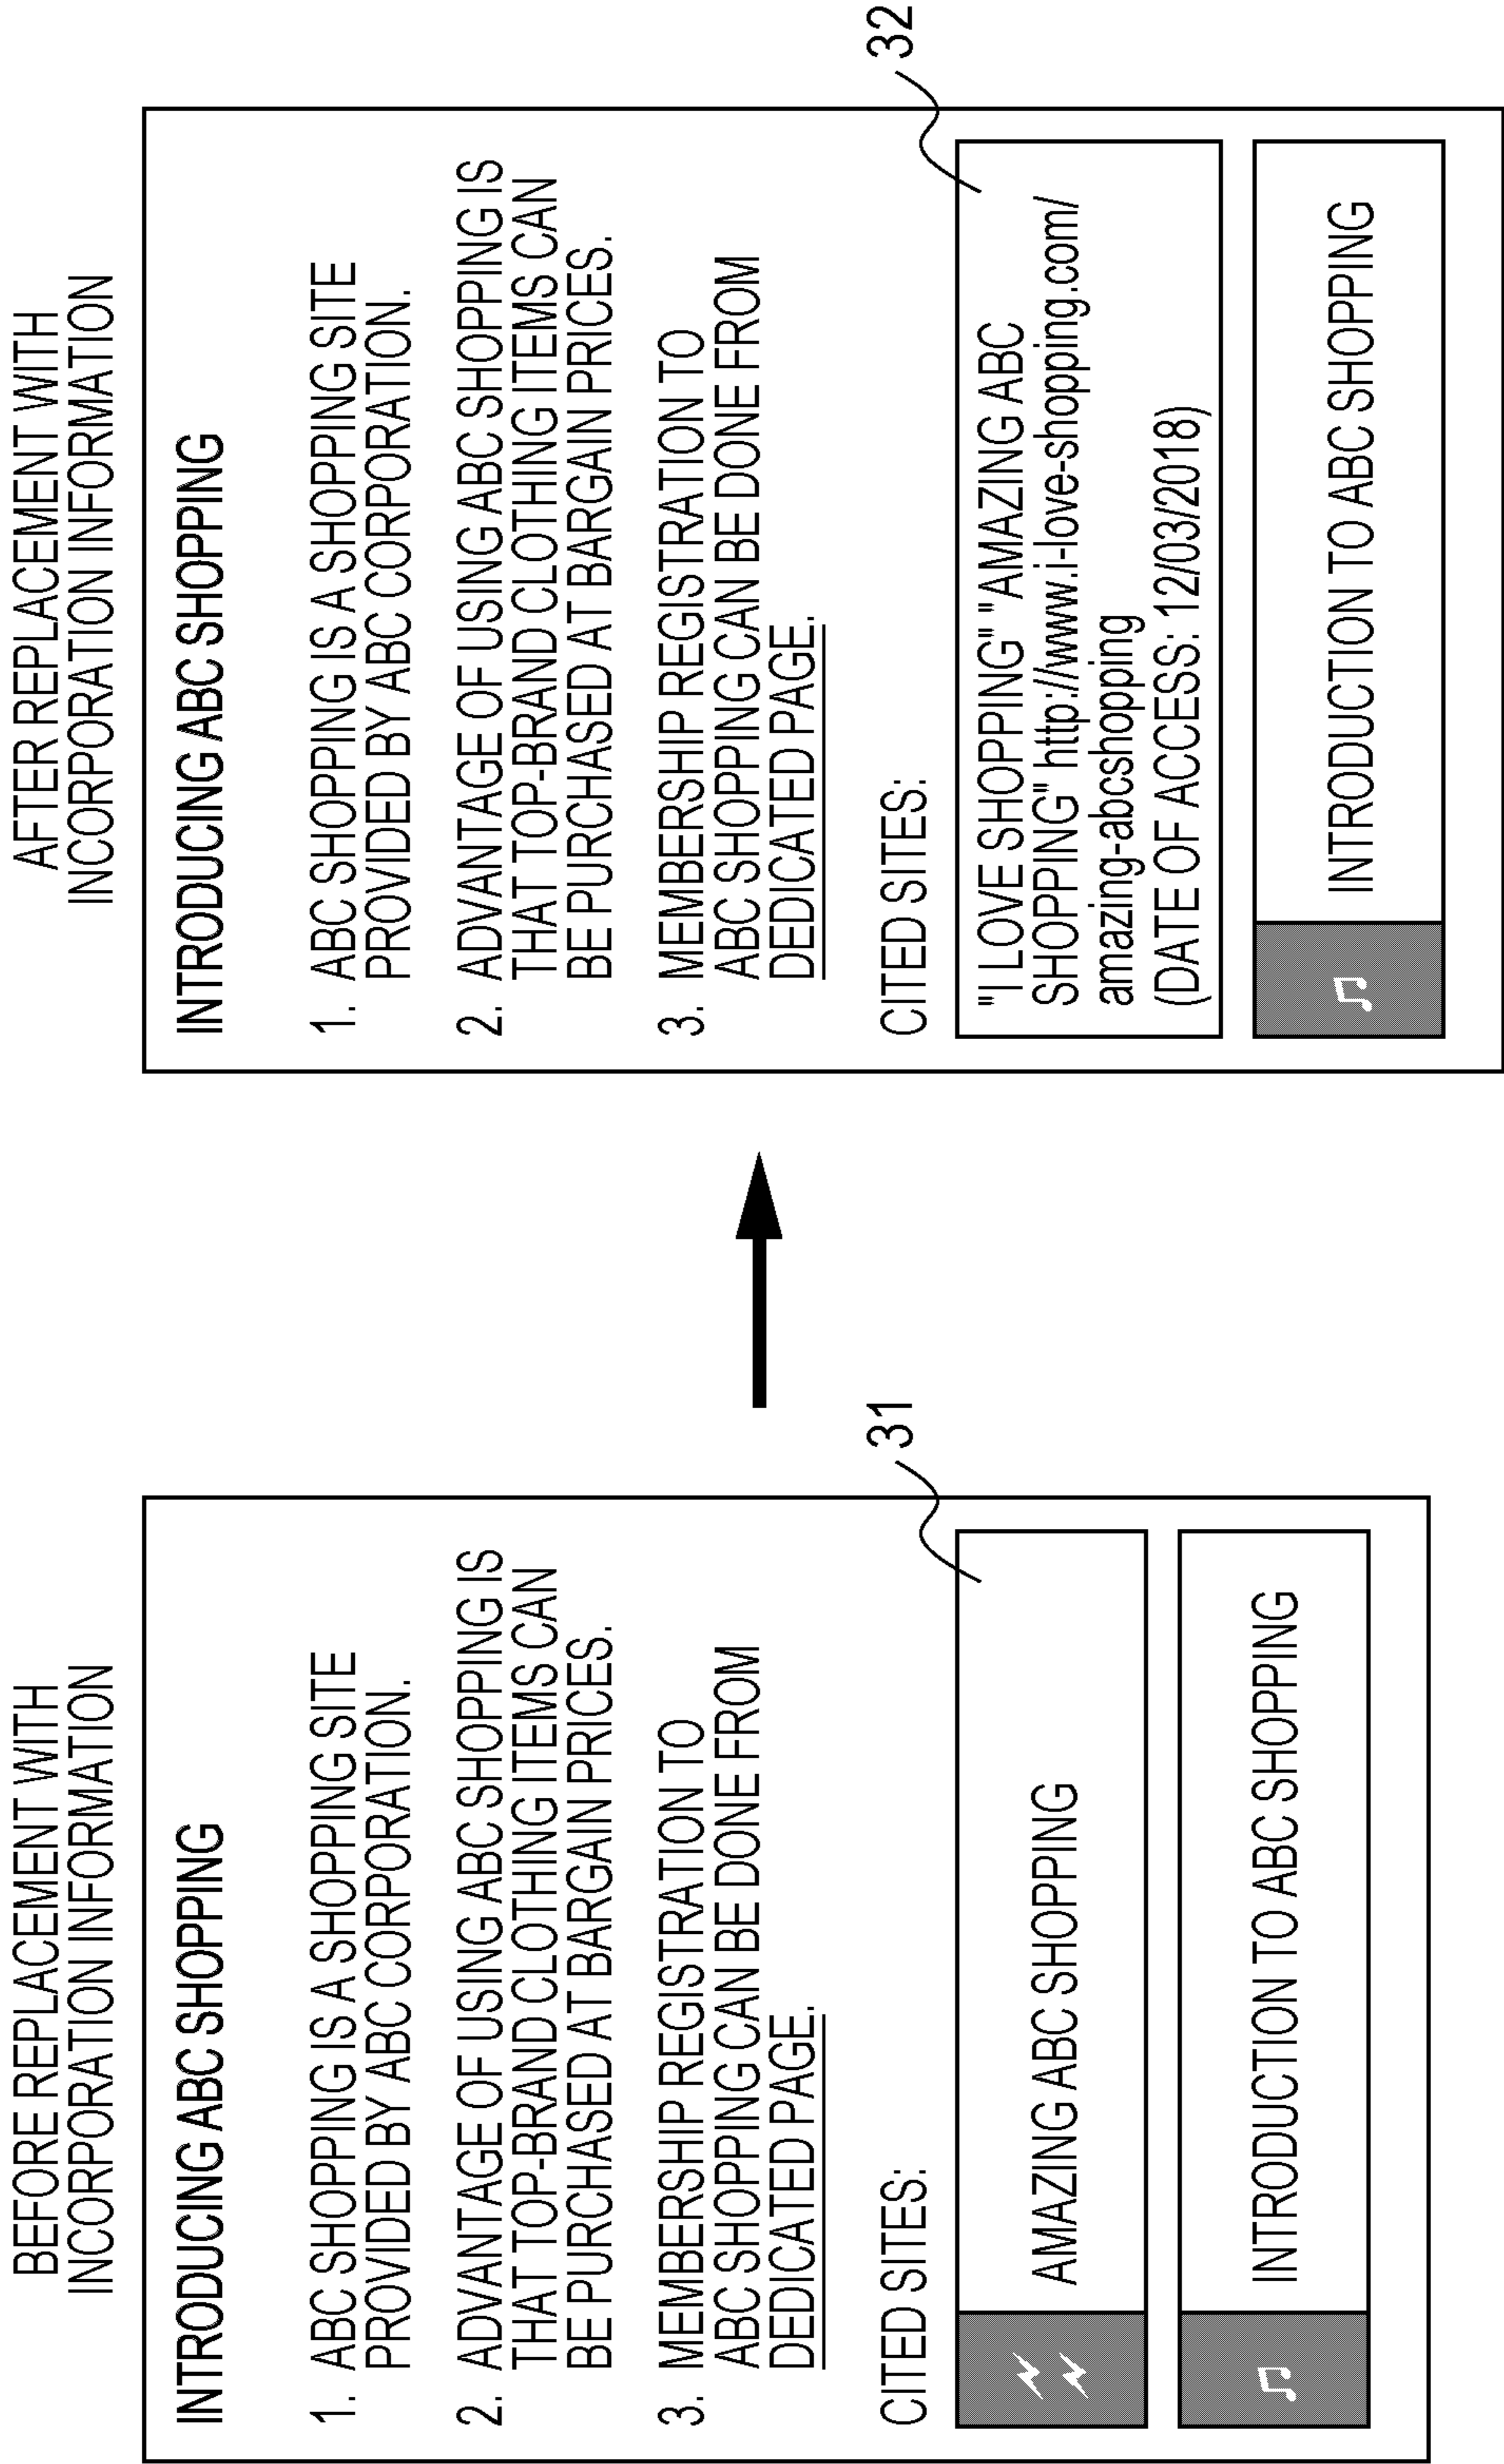 BEFORE REPLACEMENT WITH
INCORPORATION INFORMATION
INTRODUCING ABC SHOPPING
1. ABC SHOPPING IS A SHOPPING SITE
PROVIDED BY ABC CORPORATION.
2. ADVANTAGE OF USING ABC SHOPPING IS
THAT TOP-BRAND CLOTHING ITEMS CAN
BE PURCHASED AT BARGAIN PRICES.
3. MEMBERSHIP REGISTRATION TO
ABC SHOPPING CAN BE DONE FROM
DEDICATED PAGE.
CITED SITES:
31
AMAZING ABC SHOPPING
INTRODUCTION TO ABC SHOPPING
AFTER REPLACEMENT WITH
INCORPORATION INFORMATION
INTRODUCING ABC SHOPPING
1. ABC SHOPPING IS A SHOPPING SITE
PROVIDED BY ABC CORPORATION.
2. ADVANTAGE OF USING ABC SHOPPING IS
THAT TOP-BRAND CLOTHING ITEMS CAN
BE PURCHASED AT BARGAIN PRICES.
3. MEMBERSHIP REGISTRATION TO
ABC SHOPPING CAN BE DONE FROM
DEDICATED PAGE.
CITED SITES:
32
"I LOVE SHOPPING" "AMAZING ABC
SHOPPING" http://www.i-love-shopping.com/
amazing-abcshopping
(DATE OF ACCESS: 12/03/2018)
INTRODUCTION TO ABC SHOPPING